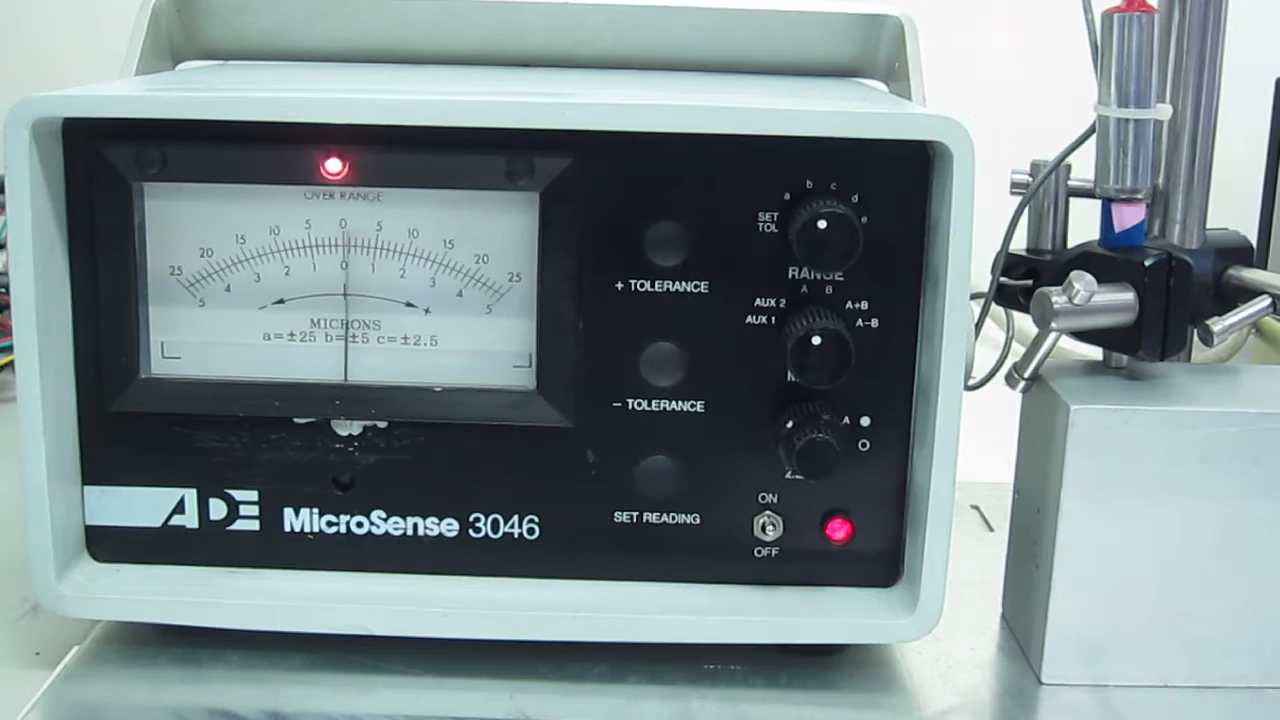 OVER RANGE
25 20 15 10 5 0 5 10 15 20 25
5 4 3 2 1 0 1 2 3 4 5
- +
MICRONS
a=±25 b=±5 c=±2.5
ADE MicroSense 3046
+ TOLERANCE
− TOLERANCE
SET READING
a b c d e
SET
TOL
RANGE
A B
AUX 2 A+B
AUX 1 A−B
A
ON
OFF